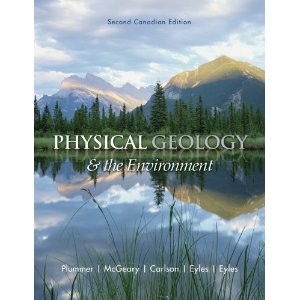 Second Canadian Edition
PHYSICAL GEOLOGY
& the Environment
Plummer | McGeary | Carlson | Eyles | Eyles